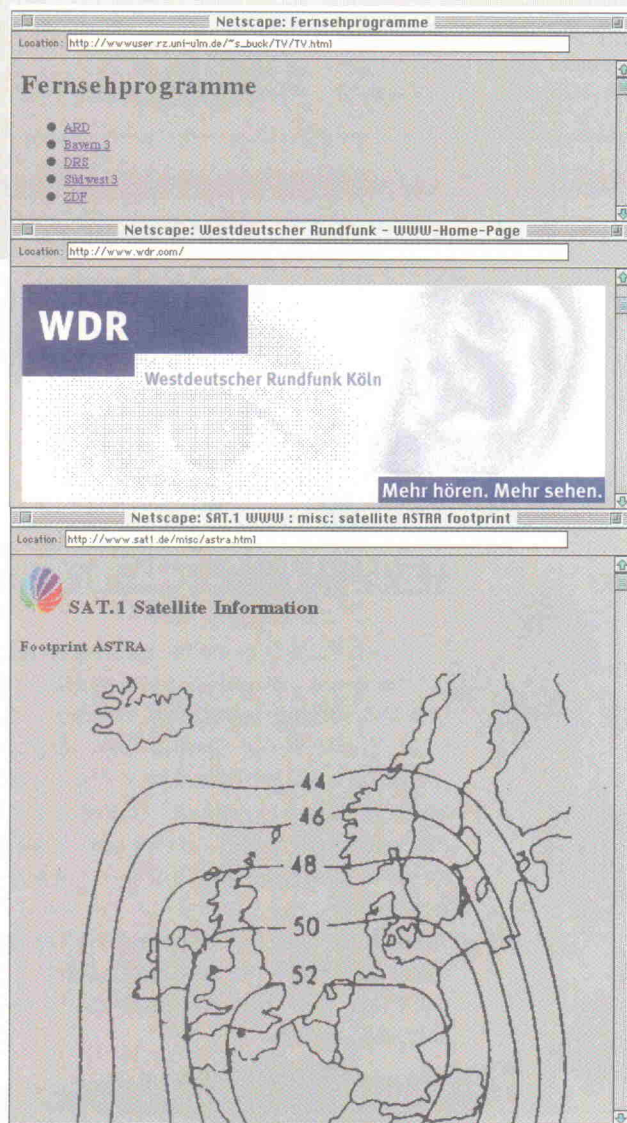 Netscape: Fernsehprogramme
Location: http://wwwuser.rz.uni-ulm.de/~s_buck/TV/TV.html
Fernsehprogramme
ARD
Bayern 3
DRS
Südwest 3
ZDF
Netscape: Westdeutscher Rundfunk - WWW-Home-Page
Location: http://www.wdr.com/
WDR
Westdeutscher Rundfunk Köln
Mehr hören. Mehr sehen.
Netscape: SAT.1 WWW : misc: satellite ASTRA footprint
Location: http://www.sat1.de/misc/astra.html
SAT.1 Satellite Information
Footprint ASTRA
44
46
48
50
52